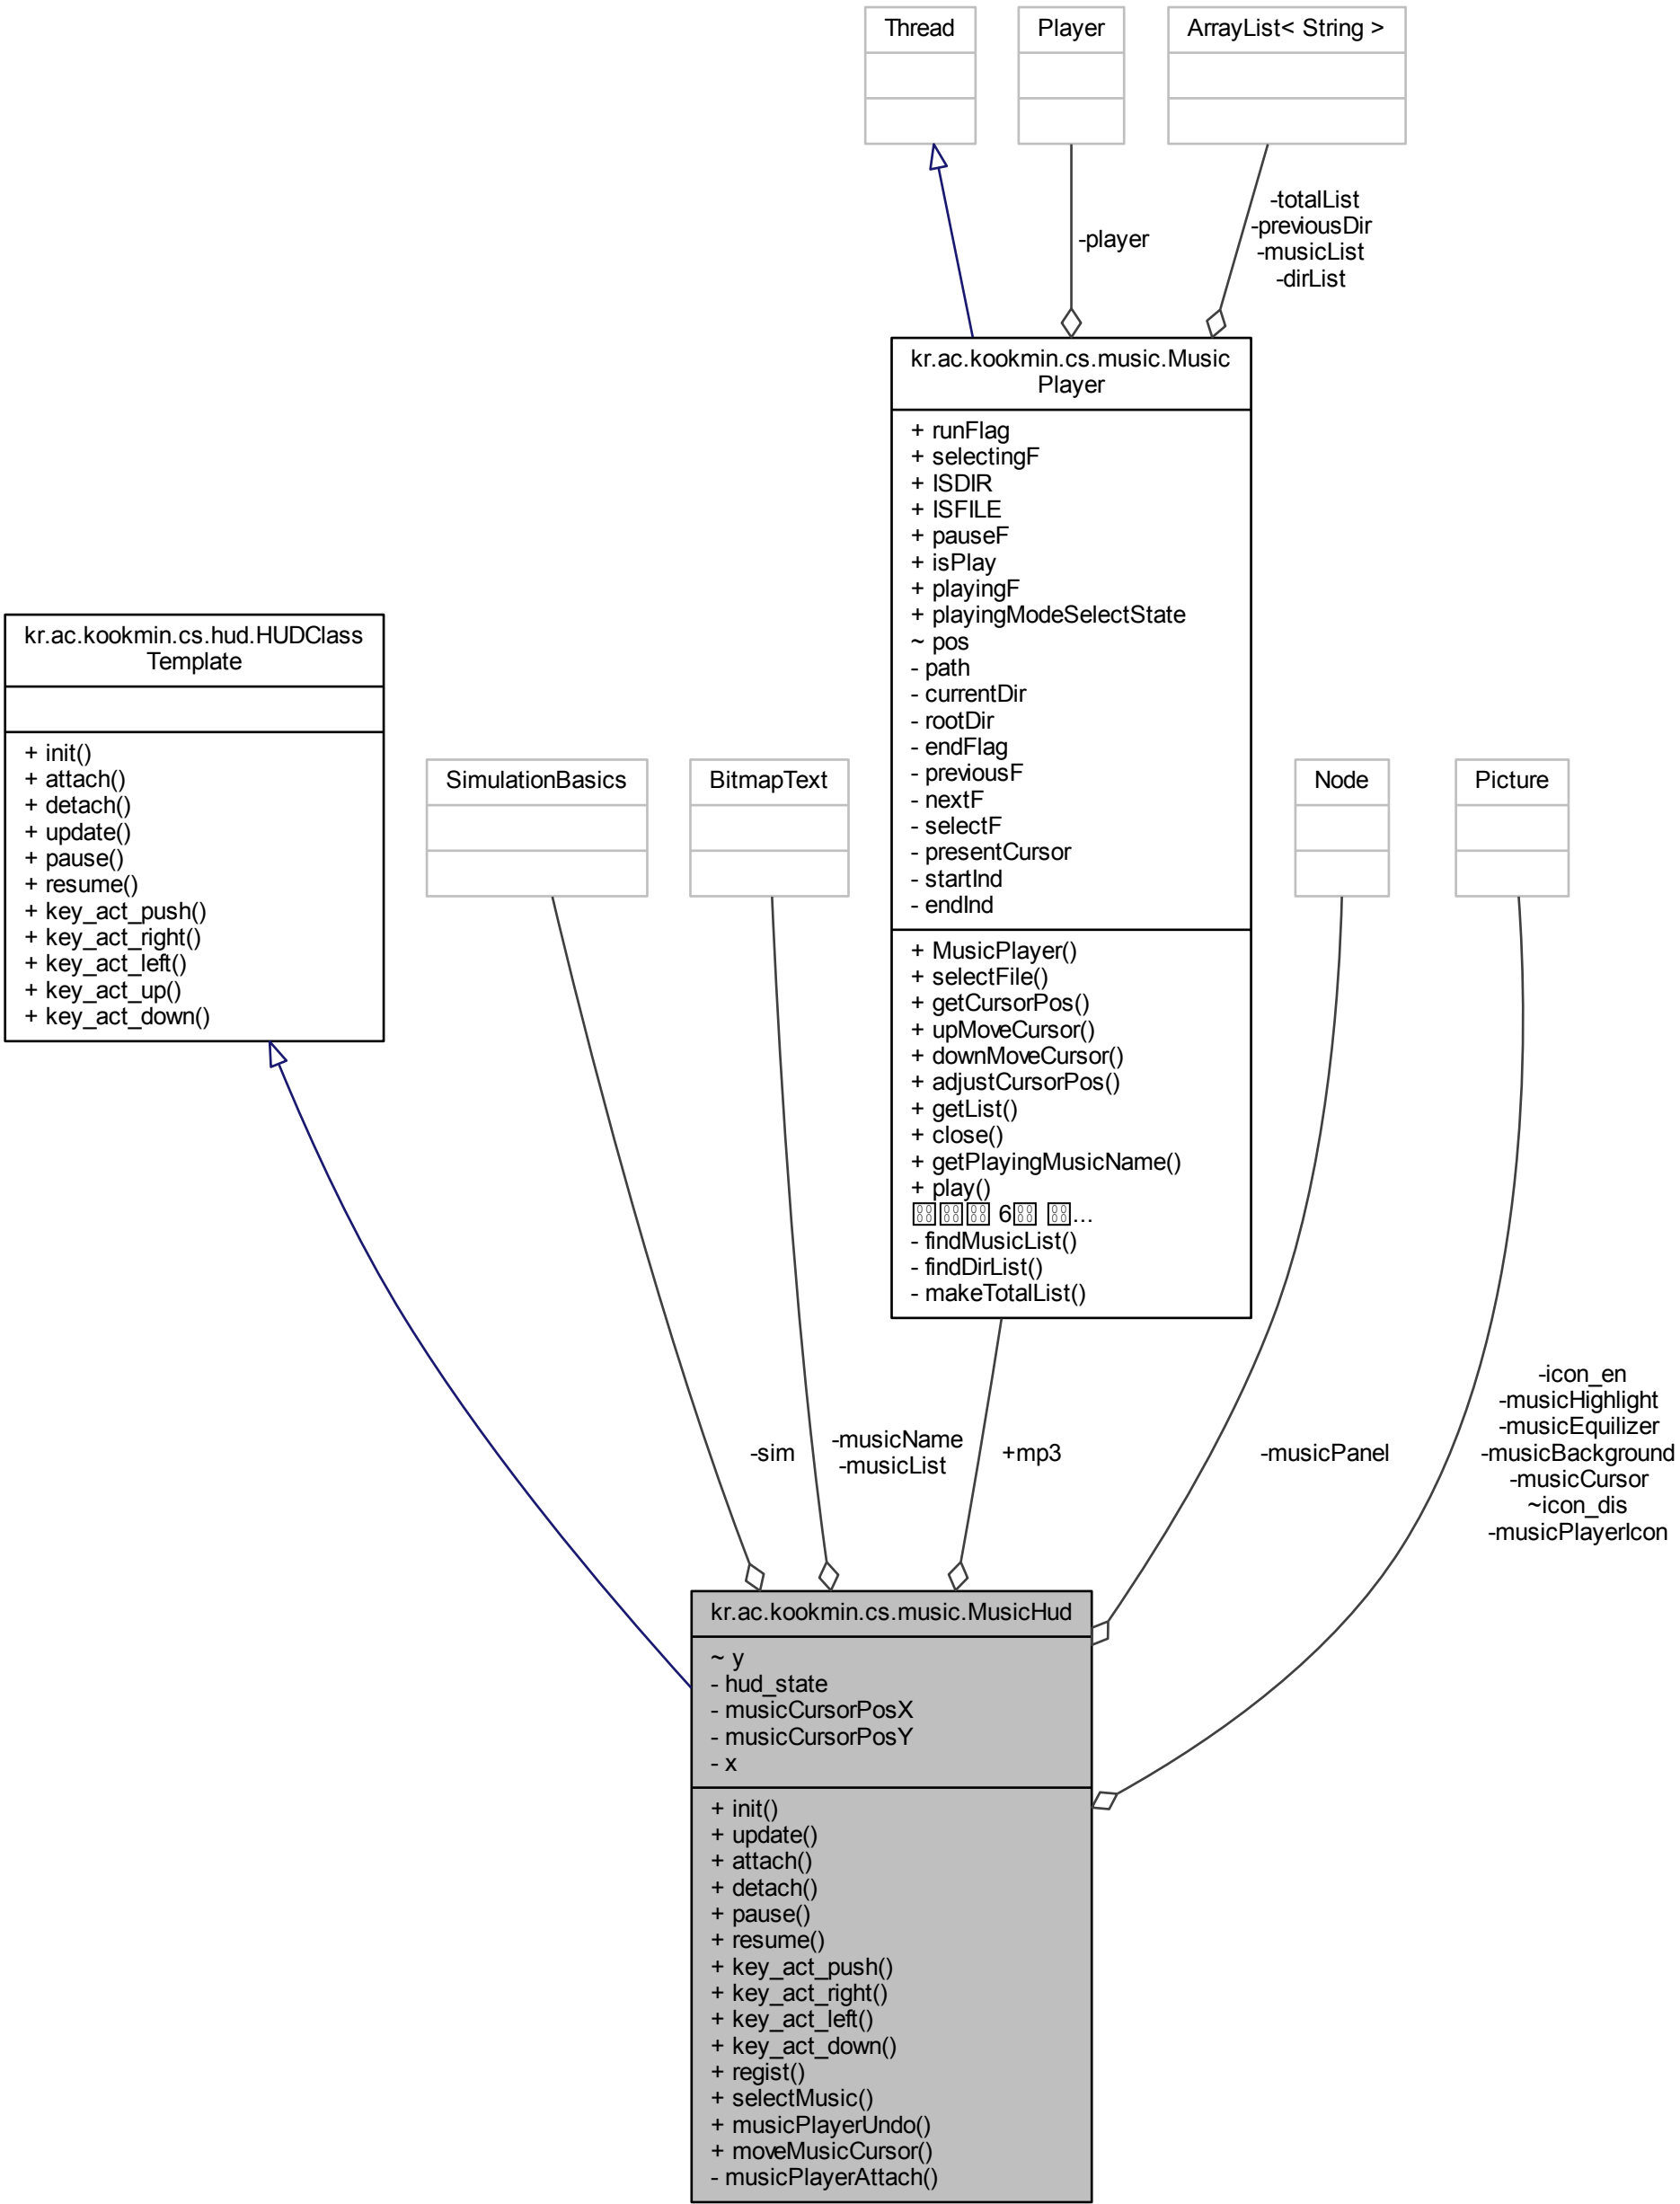 Thread
Player
ArrayList< String >
-player
-totalList
-previousDir
-musicList
-dirList
kr.ac.kookmin.cs.music.Music
Player
+ runFlag
+ selectingF
+ ISDIR
+ ISFILE
+ pauseF
+ isPlay
+ playingF
+ playingModeSelectState
~ pos
- path
- currentDir
- rootDir
- endFlag
- previousF
- nextF
- selectF
- presentCursor
- startInd
- endInd
+ MusicPlayer()
+ selectFile()
+ getCursorPos()
+ upMoveCursor()
+ downMoveCursor()
+ adjustCursorPos()
+ getList()
+ close()
+ getPlayingMusicName()
+ play()
6 ...
- findMusicList()
- findDirList()
- makeTotalList()
kr.ac.kookmin.cs.hud.HUDClass
Template
+ init()
+ attach()
+ detach()
+ update()
+ pause()
+ resume()
+ key_act_push()
+ key_act_right()
+ key_act_left()
+ key_act_up()
+ key_act_down()
SimulationBasics
BitmapText
Node
Picture
-sim
-musicName
-musicList
+mp3
-musicPanel
-icon_en
-musicHighlight
-musicEquilizer
-musicBackground
-musicCursor
~icon_dis
-musicPlayerIcon
kr.ac.kookmin.cs.music.MusicHud
~ y
- hud_state
- musicCursorPosX
- musicCursorPosY
- x
+ init()
+ update()
+ attach()
+ detach()
+ pause()
+ resume()
+ key_act_push()
+ key_act_right()
+ key_act_left()
+ key_act_down()
+ regist()
+ selectMusic()
+ musicPlayerUndo()
+ moveMusicCursor()
- musicPlayerAttach()